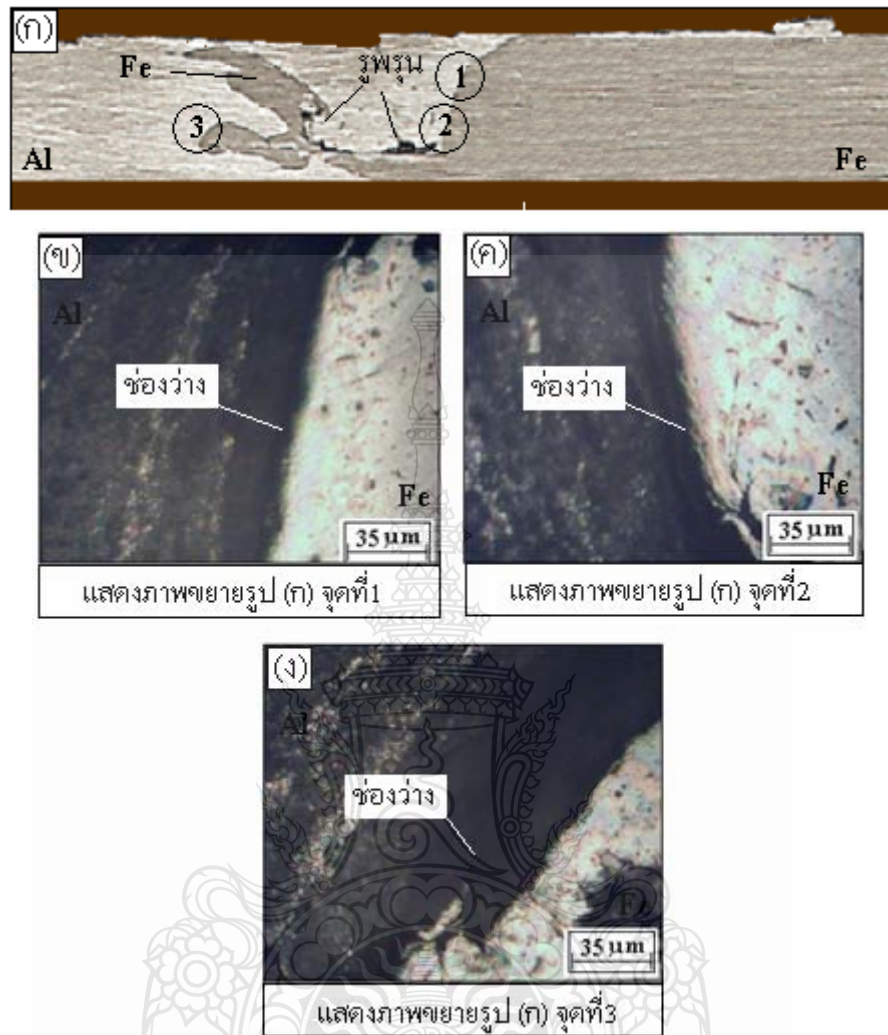 (ก)
Fe
รูพรุน
1
3
2
Al
Fe
(ข)
Al
ช่องว่าง
Fe
35 μm
แสดงภาพขยายรูป (ก) จุดที่1
(ค)
Al
ช่องว่าง
Fe
35 μm
แสดงภาพขยายรูป (ก) จุดที่2
(ง)
Al
ช่องว่าง
Fe
35 μm
แสดงภาพขยายรูป (ก) จุดที่3